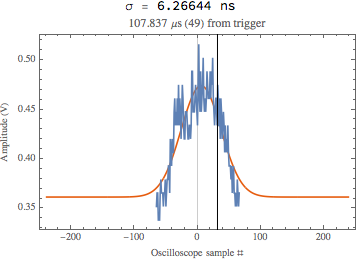 σ = 6.26644 ns
107.837 μs (49) from trigger
0.50
0.45
0.40
0.35
Amplitude (V)
-200 -100 0 100 200
Oscilloscope sample #